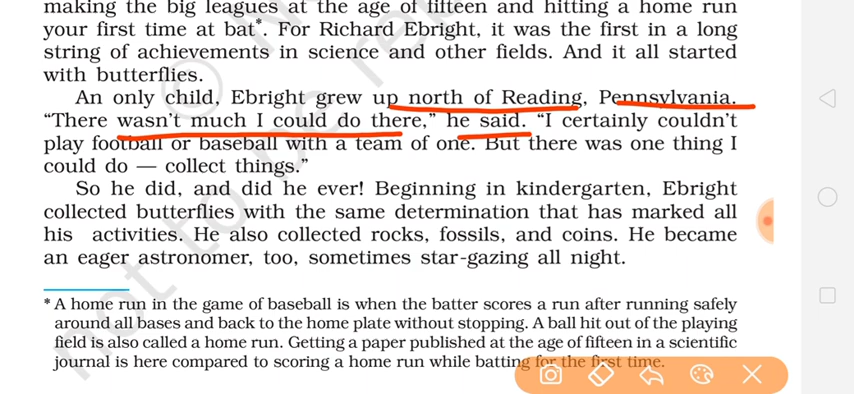 making the big leagues at the age of fifteen and hitting a home run
your first time at bat*. For Richard Ebright, it was the first in a long
string of achievements in science and other fields. And it all started
with butterflies.
An only child, Ebright grew up north of Reading, Pennsylvania.
“There wasn’t much I could do there,” he said. “I certainly couldn’t
play football or baseball with a team of one. But there was one thing I
could do — collect things.”
So he did, and did he ever! Beginning in kindergarten, Ebright
collected butterflies with the same determination that has marked all
his activities. He also collected rocks, fossils, and coins. He became
an eager astronomer, too, sometimes star-gazing all night.
* A home run in the game of baseball is when the batter scores a run after running safely
around all bases and back to the home plate without stopping. A ball hit out of the playing
field is also called a home run. Getting a paper published at the age of fifteen in a scientific
journal is here compared to scoring a home run while batting for the first time.
not to be re